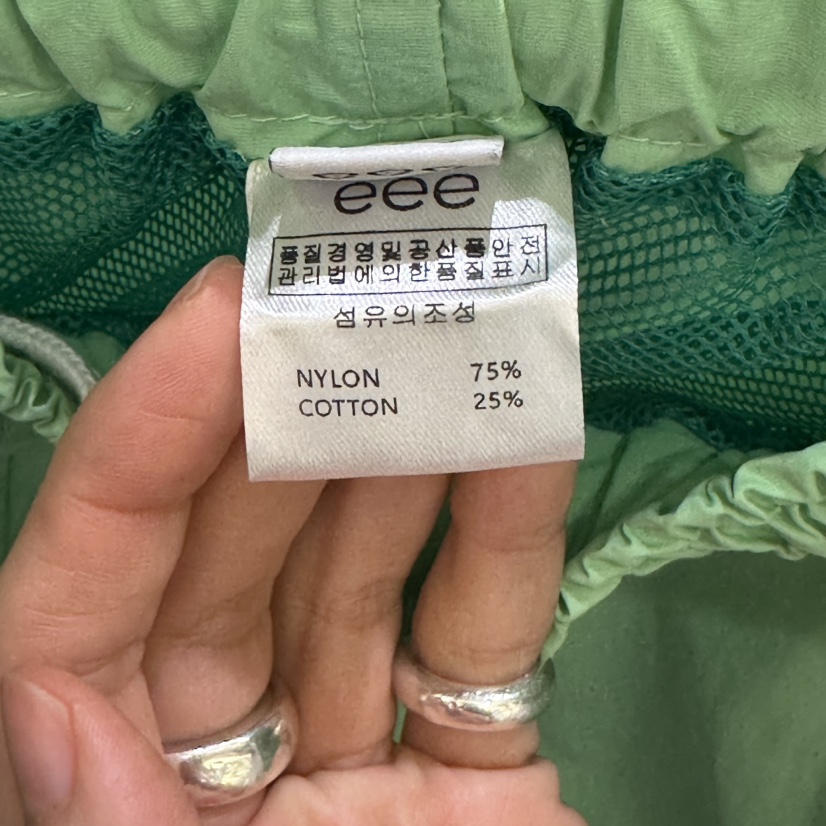 eee
품질경영및공산품안전
관리법에의한품질표시
섬유의조성
NYLON 75%
COTTON 25%